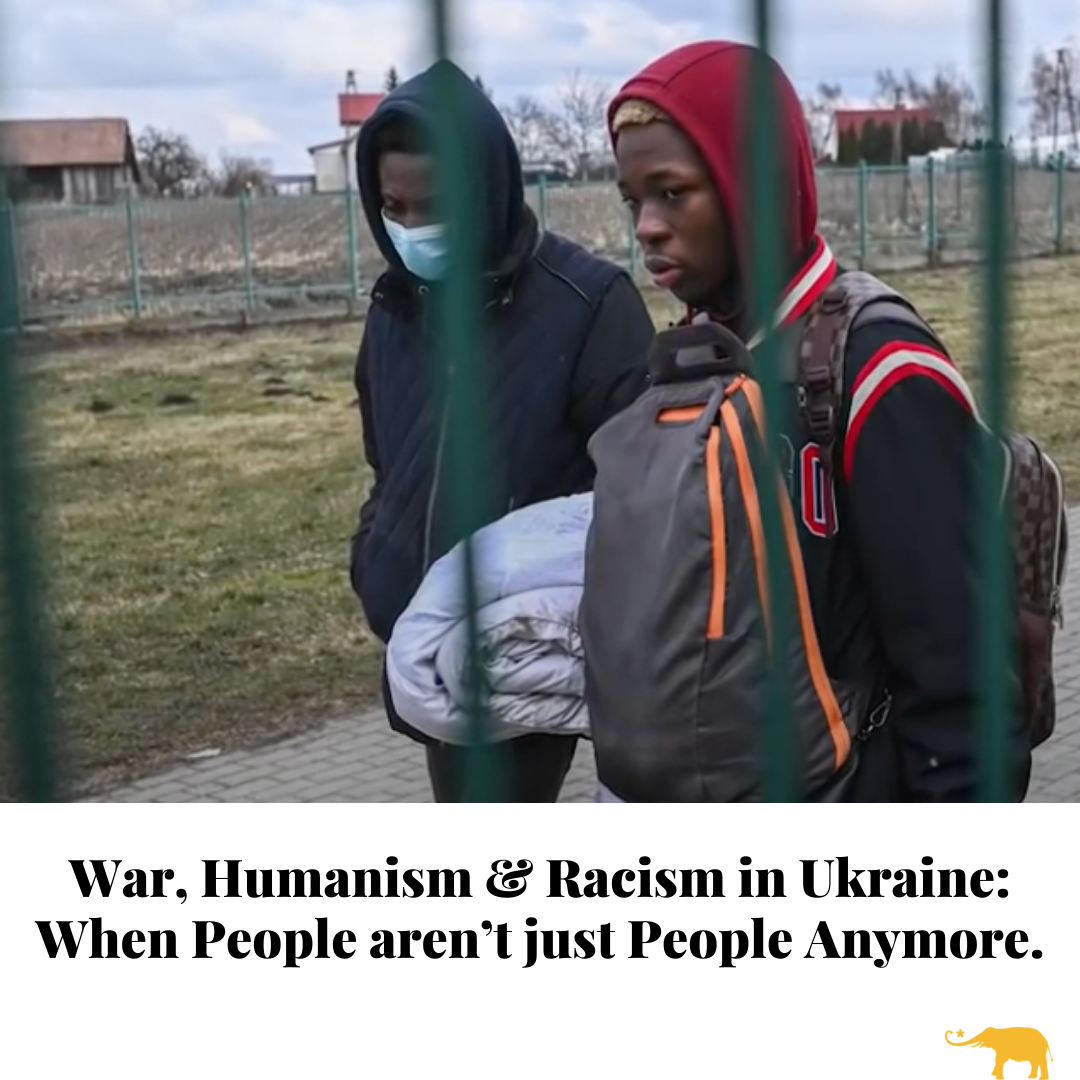 War, Humanism & Racism in Ukraine:
When People aren’t just People Anymore.